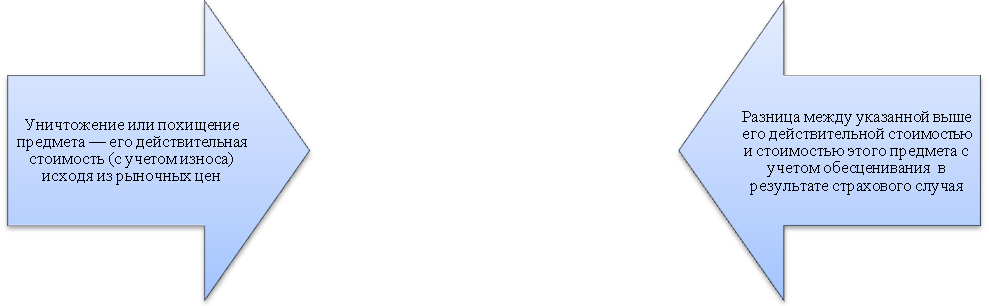 Уничтожение или похищение
предмета — его действительная
стоимость (с учетом износа)
исходя из рыночных цен
Разница между указанной выше
его действительной стоимостью
и стоимостью этого предмета с
учетом обесценивания в
результате страхового случая